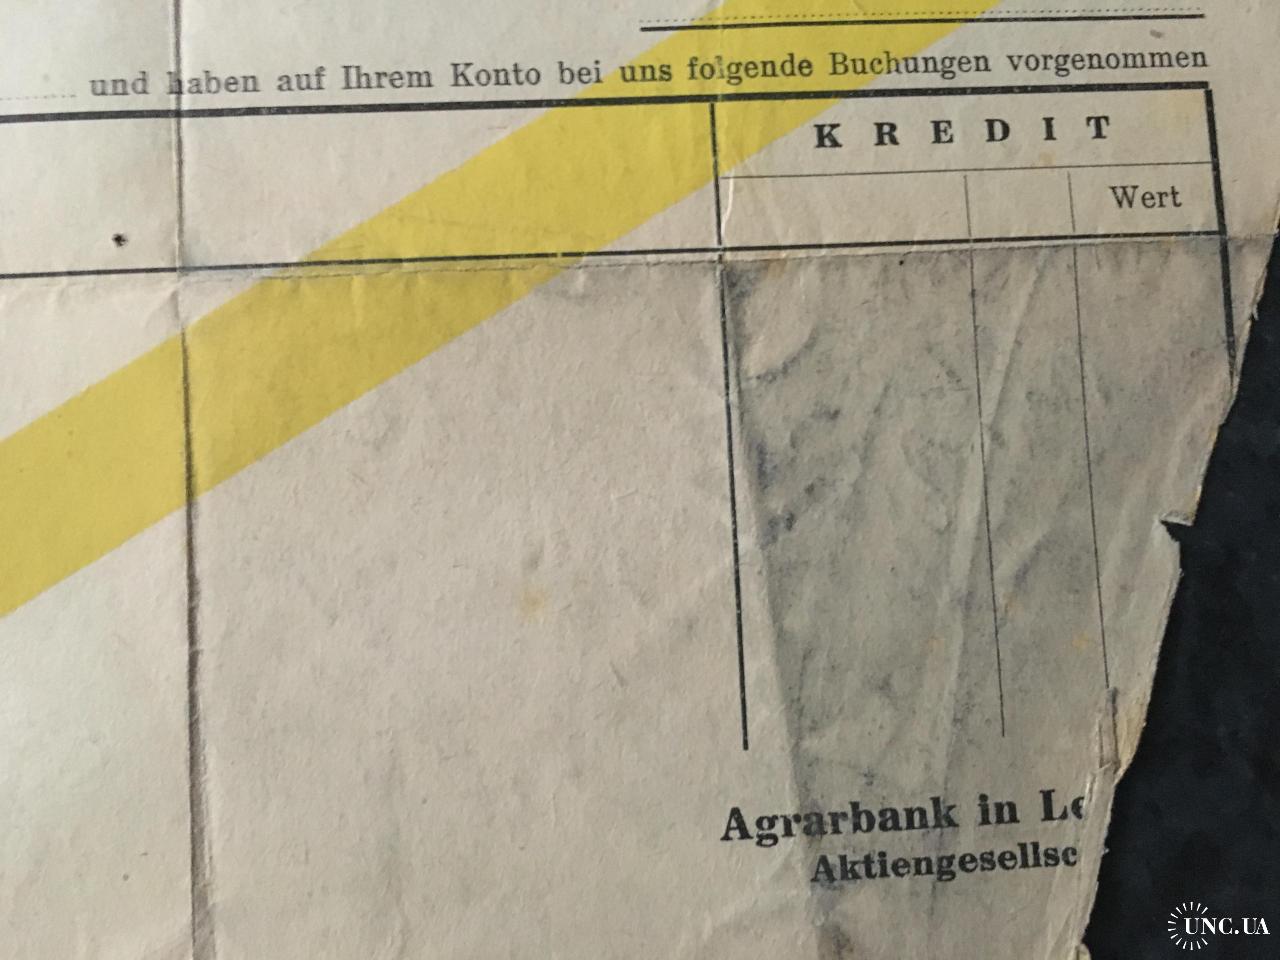 und haben auf Ihrem Konto bei uns folgende Buchungen vorgenommen
KREDIT
Wert
Agrarbank in Le
Aktiengesellsc
UNC.UA